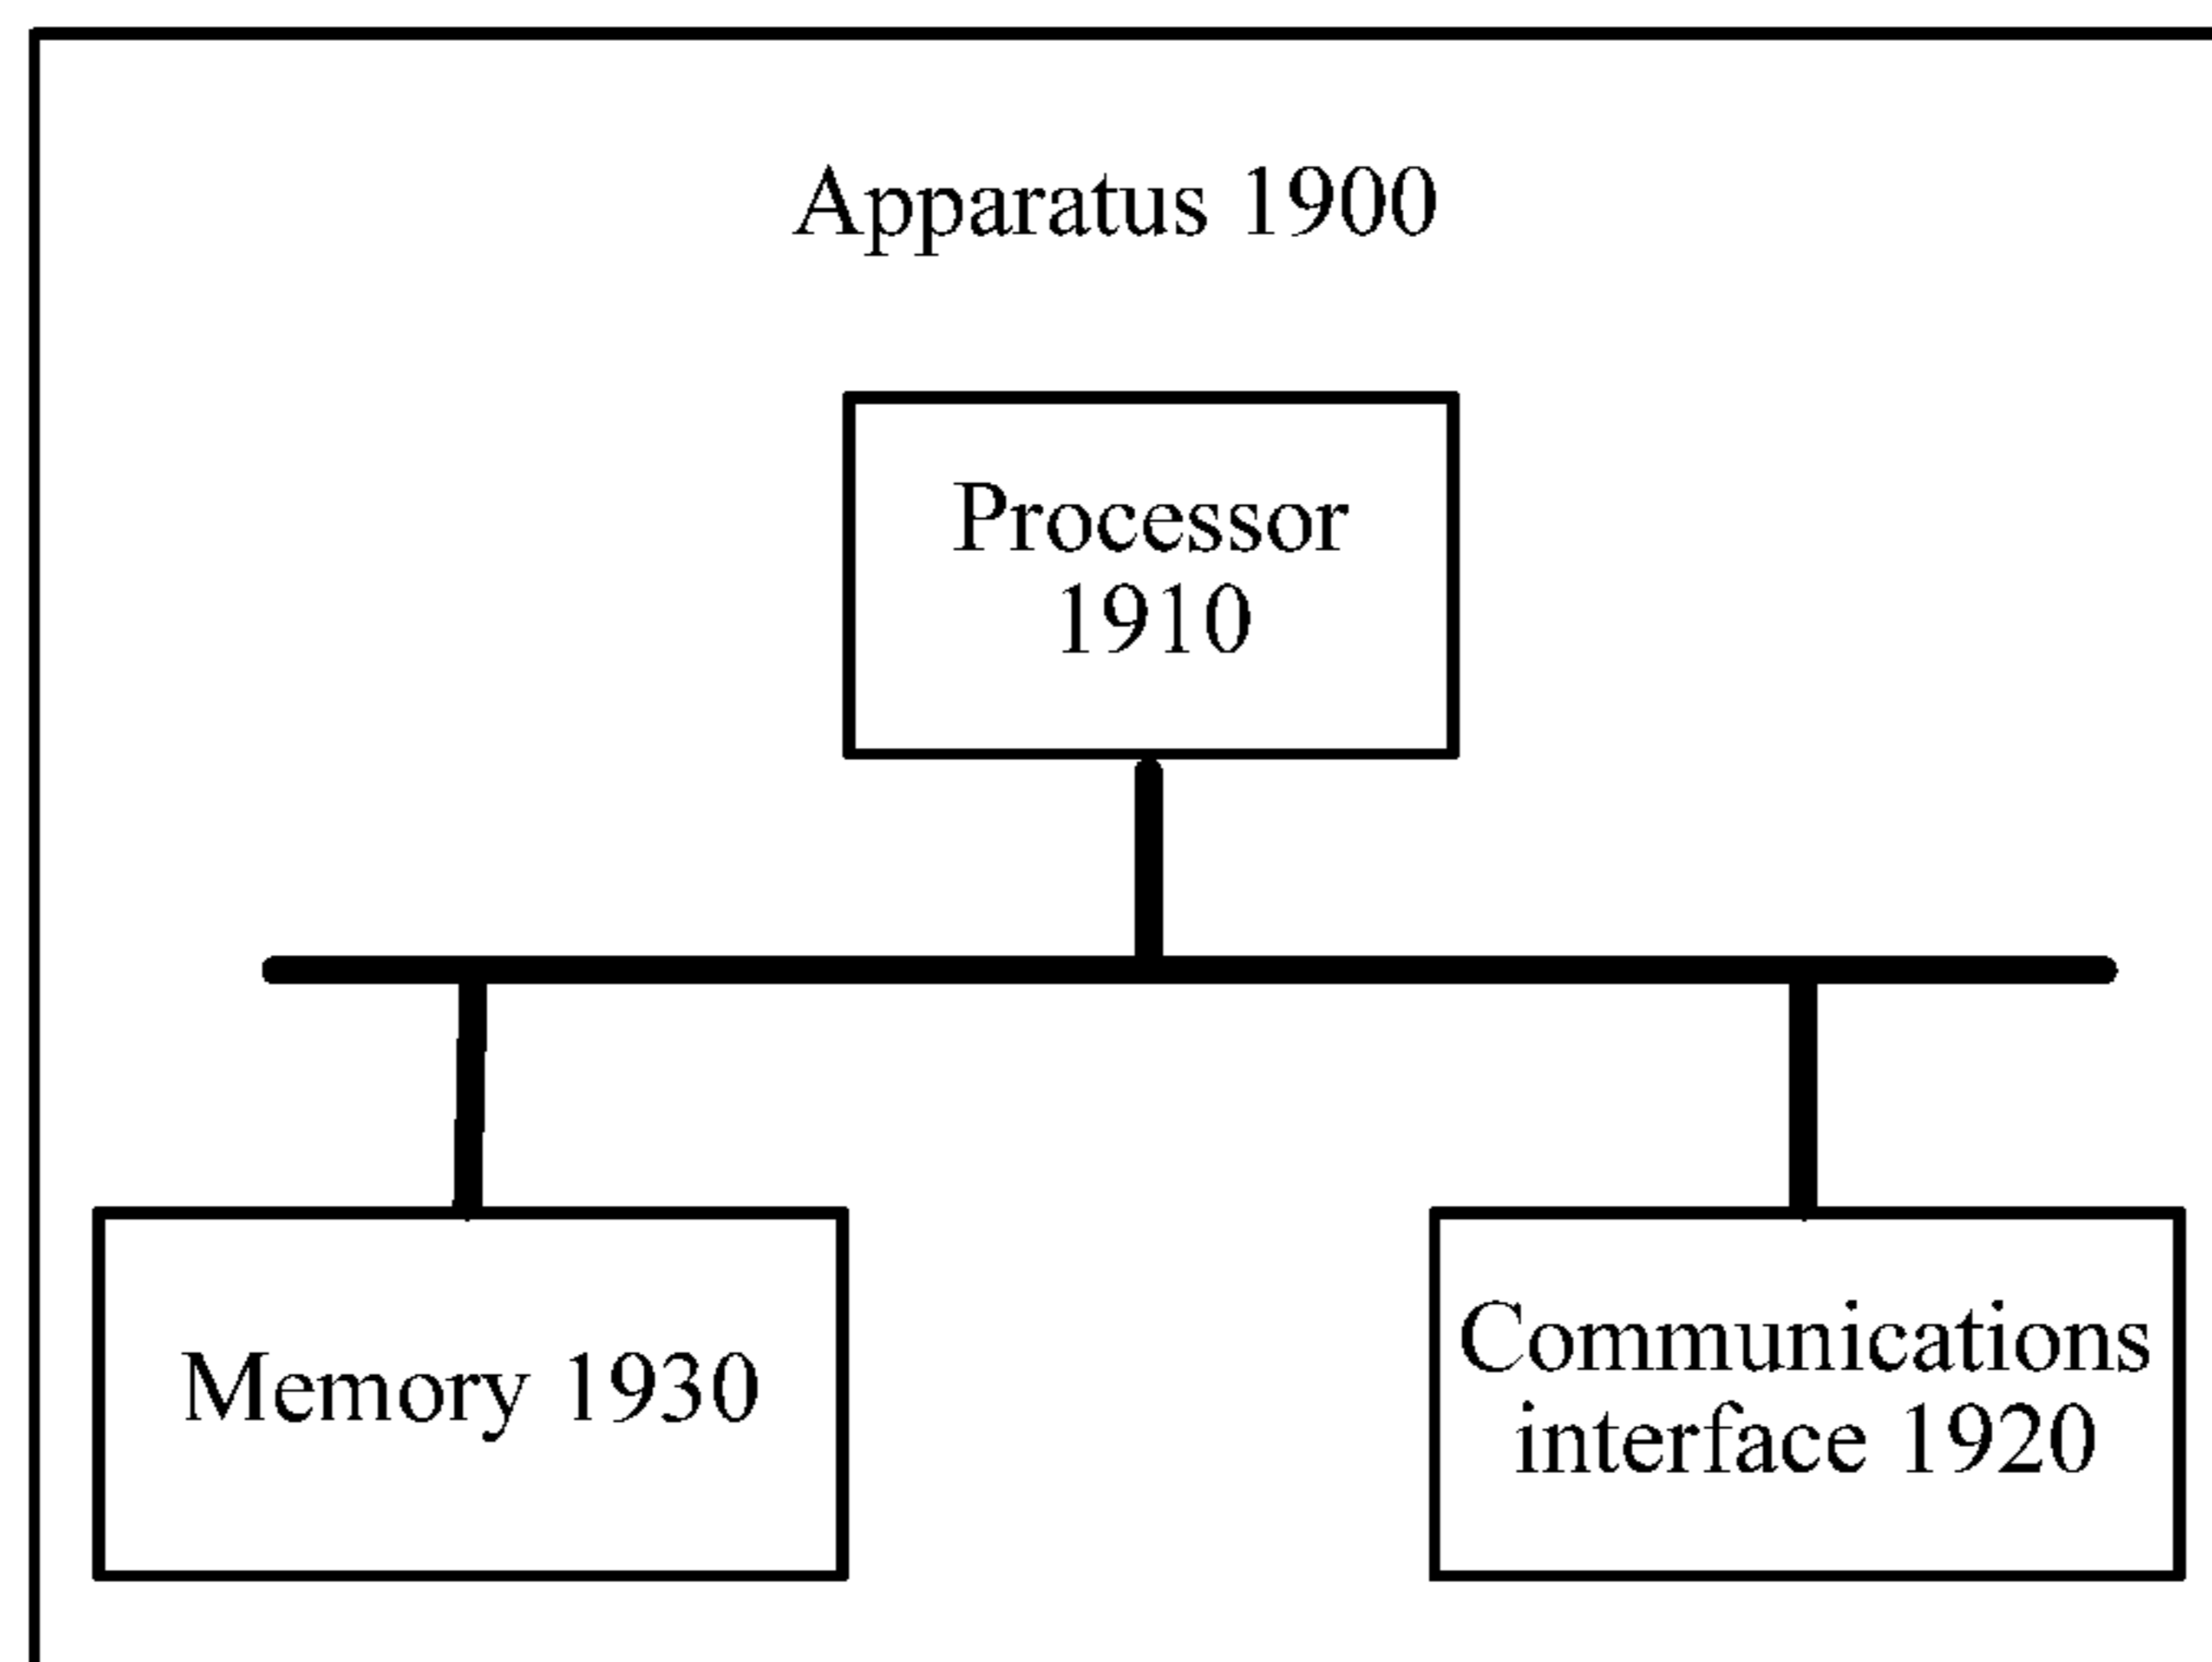 Apparatus 1900
Processor
1910
Memory 1930
Communications
interface 1920